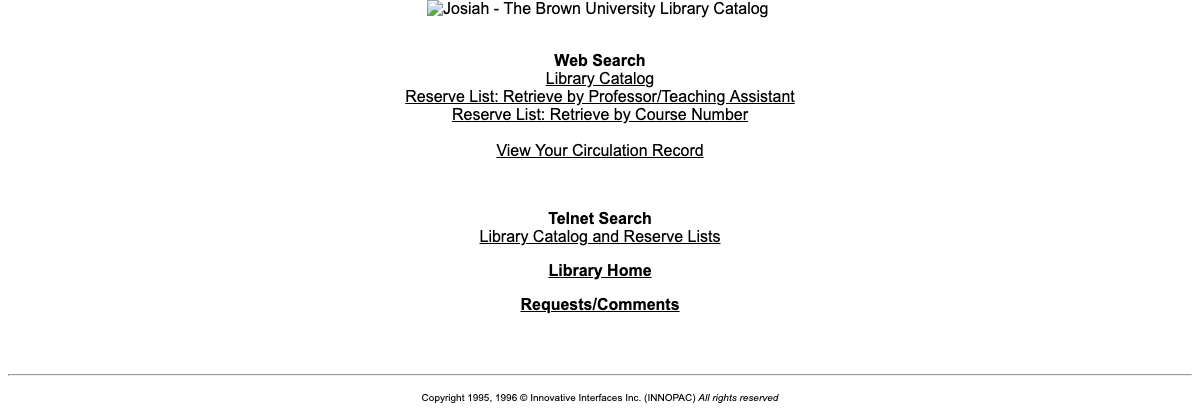 Josiah - The Brown University Library Catalog
Web Search
Library Catalog
Reserve List: Retrieve by Professor/Teaching Assistant
Reserve List: Retrieve by Course Number
View Your Circulation Record
Telnet Search
Library Catalog and Reserve Lists
Library Home
Requests/Comments
Copyright 1995, 1996 © Innovative Interfaces Inc. (INNOPAC) All rights reserved